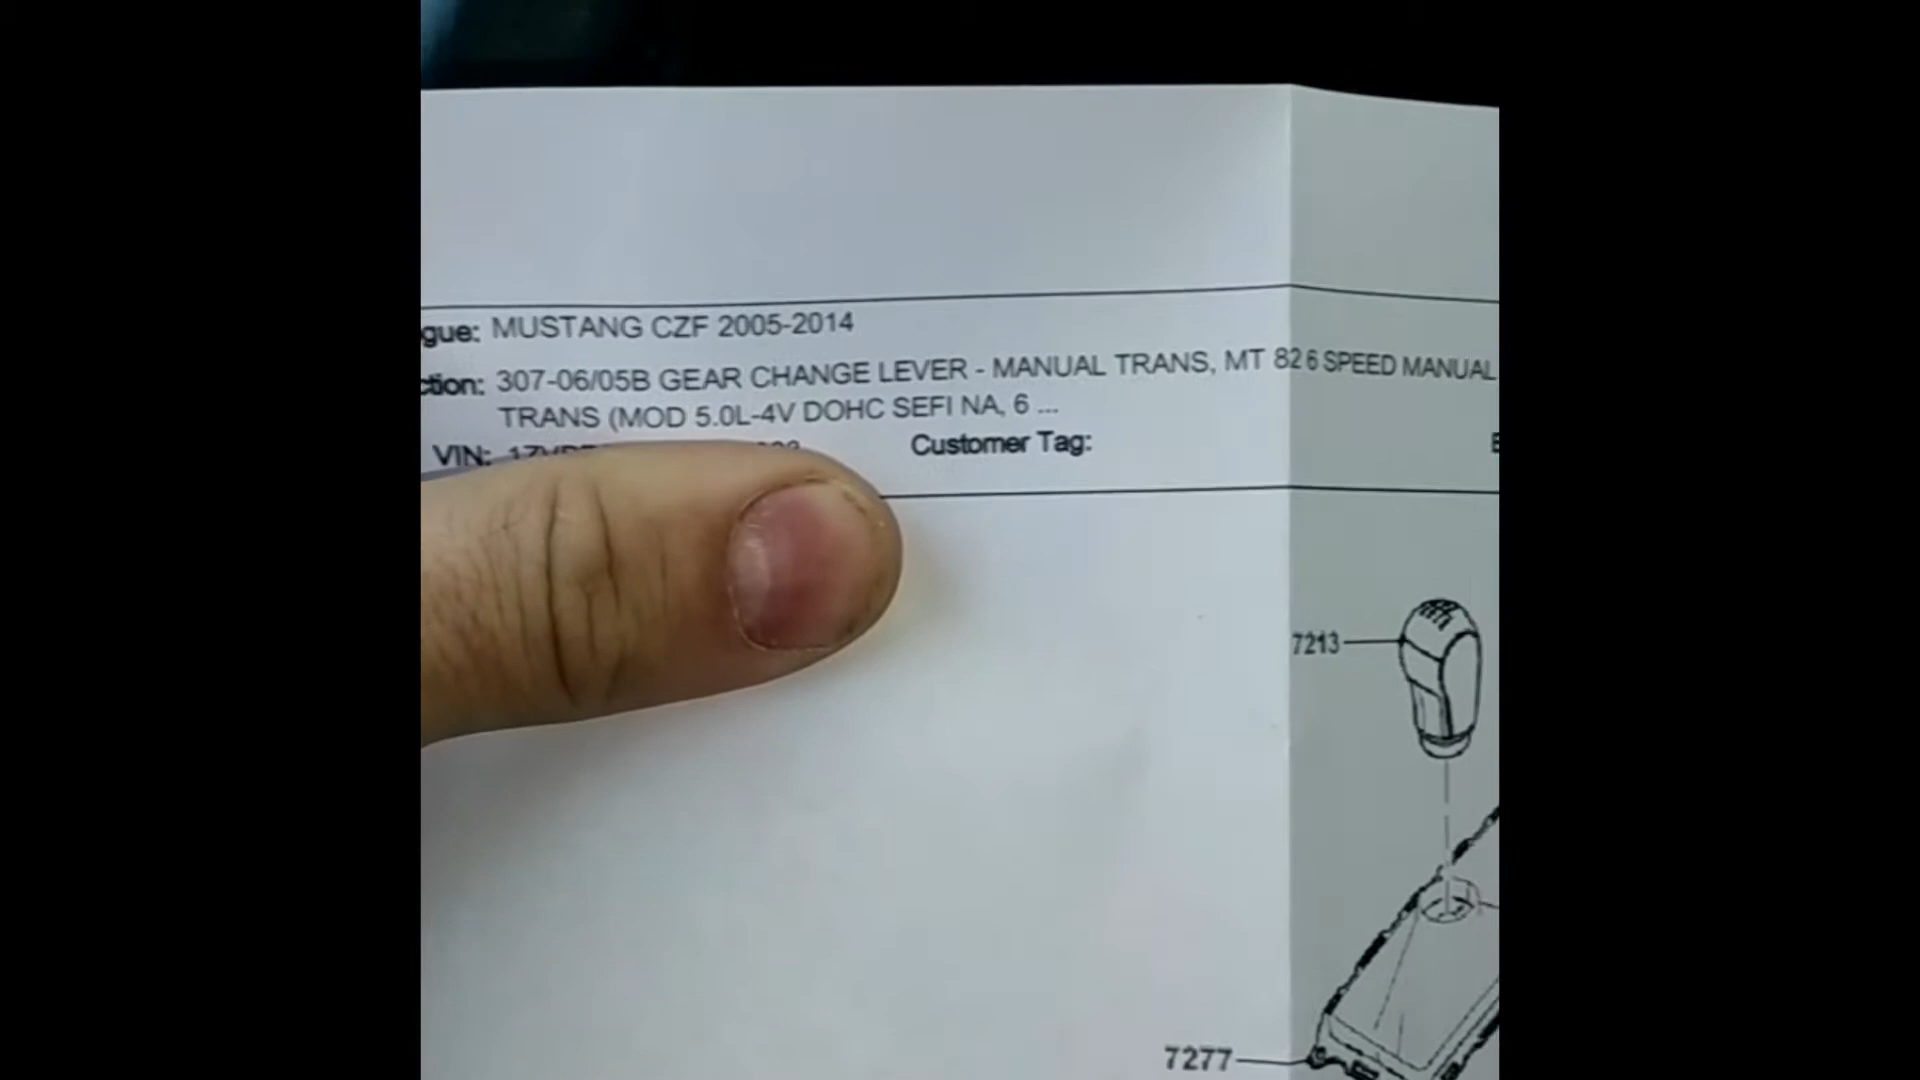 gue: MUSTANG CZF 2005-2014
ction: 307-06/05B GEAR CHANGE LEVER - MANUAL TRANS, MT 82 6 SPEED MANUAL
TRANS (MOD 5.0L-4V DOHC SEFI NA, 6 ...
VIN: Customer Tag:
7213
7277